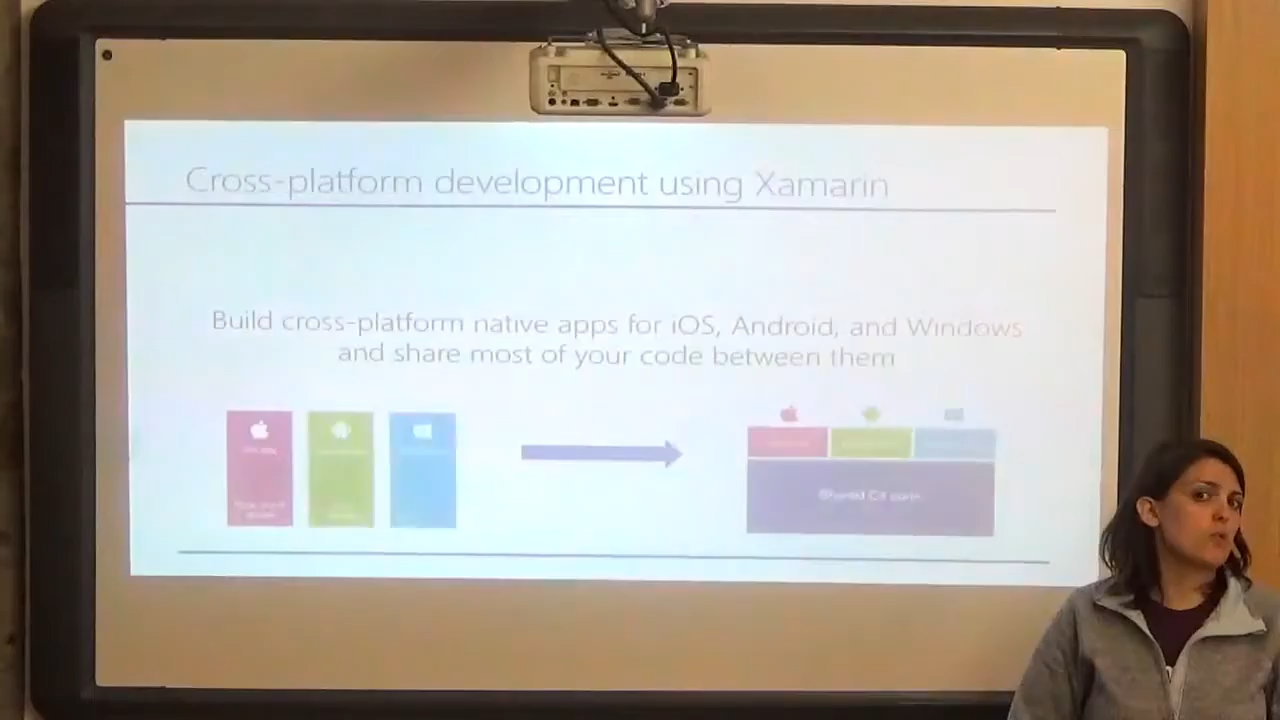 Cross-platform development using Xamarin
Build cross-platform native apps for iOS, Android, and Windows
and share most of your code between them
Shared C#